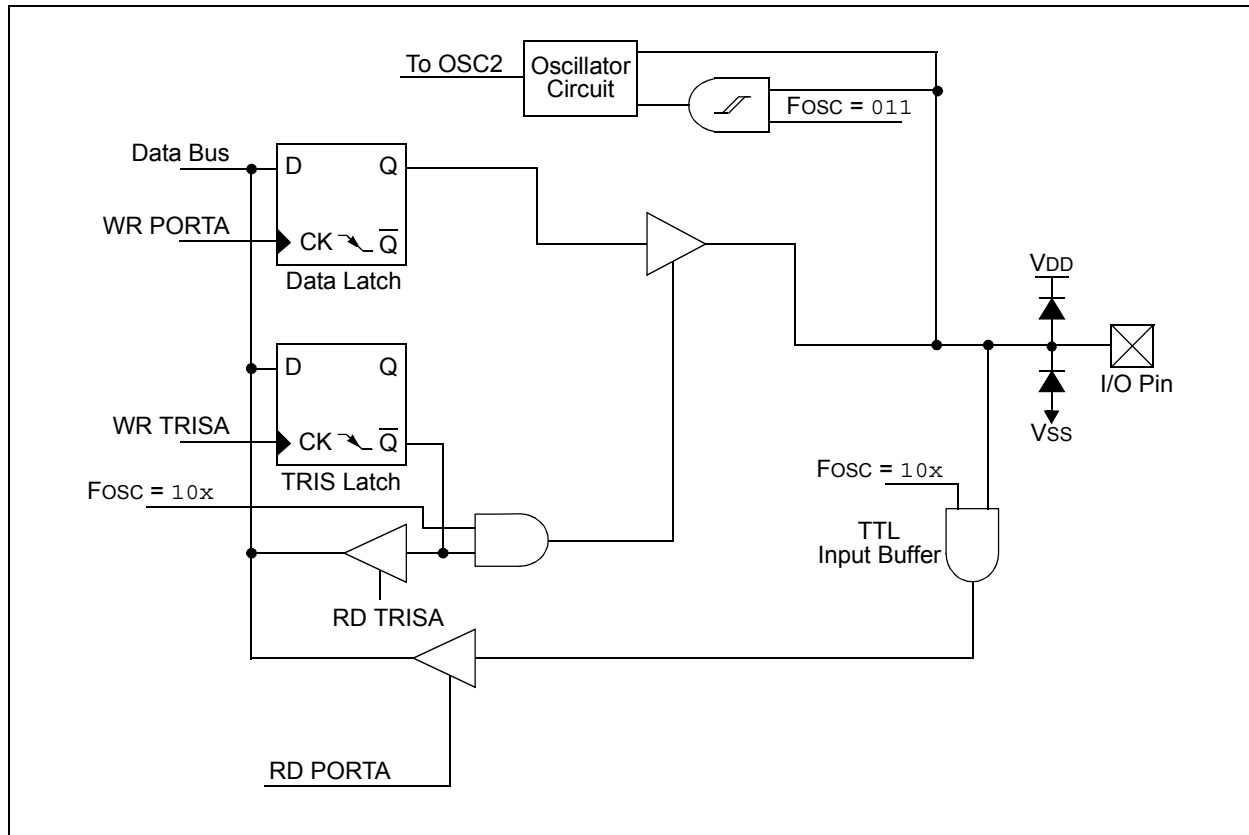 To OSC2
Oscillator
Circuit
FOSC = 011
Data Bus
D
Q
WR PORTA
CK
Q
Data Latch
VDD
D
Q
I/O Pin
WR TRISA
CK
Q
VSS
TRIS Latch
FOSC = 10x
FOSC = 10x
TTL
Input Buffer
RD TRISA
RD PORTA